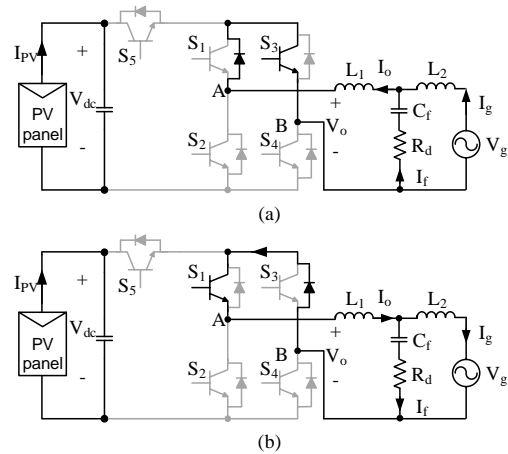 I_PV
+
V_dc
-
PV
panel
S_5
S_1
S_3
A
S_2
B
S_4
L_1
I_o
L_2
+
V_o
-
C_f
R_d
I_f
I_g
V_g
(a)
I_PV
+
V_dc
-
PV
panel
S_5
S_1
S_3
A
S_2
B
S_4
L_1
I_o
L_2
+
V_o
-
C_f
R_d
I_f
I_g
V_g
(b)